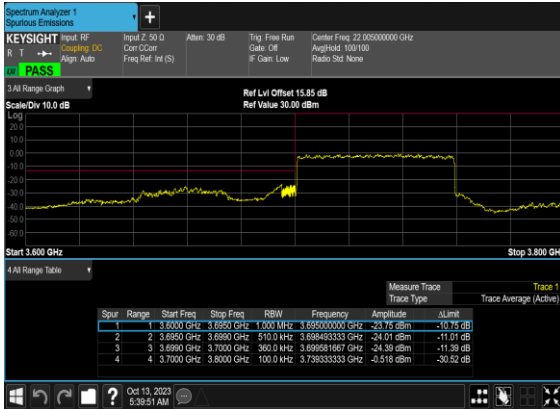 Spectrum Analyzer 1
Spurious Emissions
KEYSIGHT
R T
Input: RF
Coupling: DC
Align: Auto
Input Z: 50 Ω
Corr CCorr
Freq Ref: Int (S)
Atten: 30 dB
Trig: Free Run
Gate: Off
IF Gain: Low
Center Freq: 22.005000000 GHz
Avg|Hold: 100/100
Radio Std: None
PASS
3 All Range Graph
Scale/Div 10.0 dB
Ref Lvl Offset 15.85 dB
Ref Value 30.00 dBm
Log
20.0
10.0
0.00
-10.0
-20.0
-30.0
-40.0
-50.0
-60.0
Start 3.600 GHz
Stop 3.800 GH
4 All Range Table
Measure Trace Trace 1
Trace Type Trace Average (Active)
Spur Range Start Freq Stop Freq RBW Frequency Amplitude ΔLimit
1 1 3.6000 GHz 3.6950 GHz 1.000 MHz 3.695000000 GHz -23.75 dBm -10.75 dB
2 2 3.6950 GHz 3.6990 GHz 510.0 kHz 3.698493333 GHz -24.01 dBm -11.01 dB
3 3 3.6990 GHz 3.7000 GHz 360.0 kHz 3.699581667 GHz -24.39 dBm -11.39 dB
4 4 3.7000 GHz 3.8000 GHz 100.0 kHz 3.739333333 GHz -0.518 dBm -30.52 dB
Oct 13, 2023
5:39:51 AM